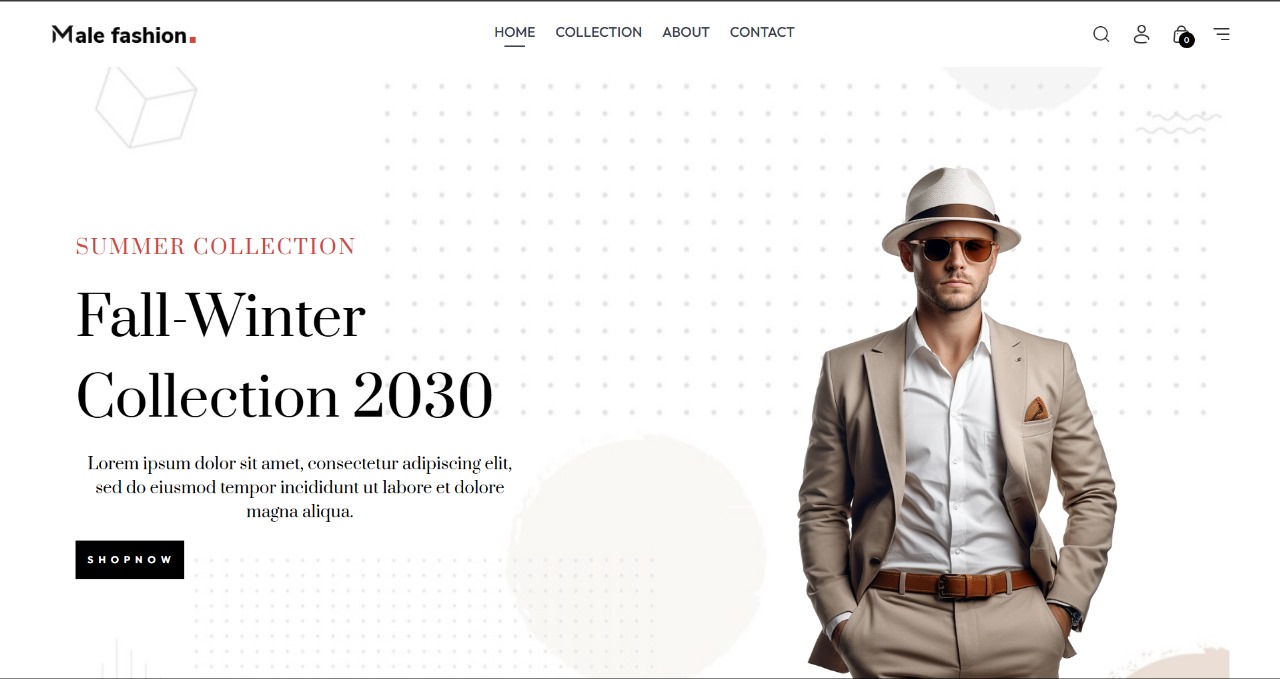 Male fashion.
HOME COLLECTION ABOUT CONTACT
0
SUMMER COLLECTION
Fall-Winter
Collection 2030
Lorem ipsum dolor sit amet, consectetur adipiscing elit,
sed do eiusmod tempor incididunt ut labore et dolore
magna aliqua.
SHOPNOW